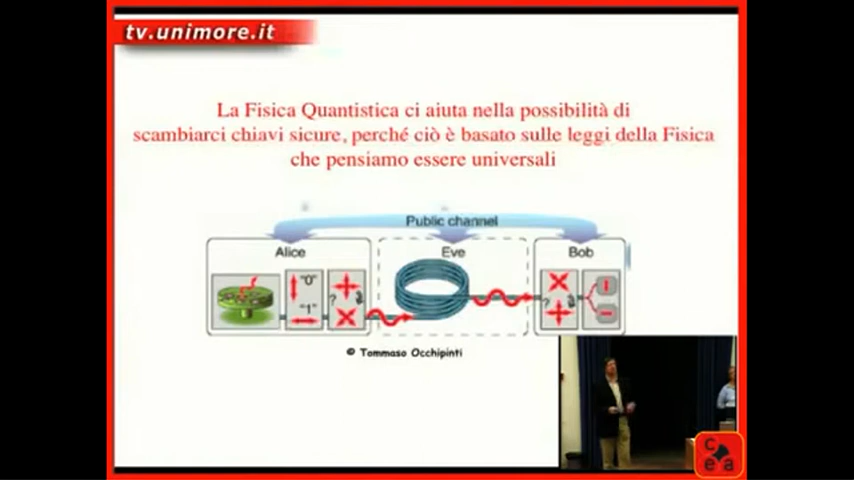 tv.unimore.it
La Fisica Quantistica ci aiuta nella possibilità di
scambiarci chiavi sicure, perché ciò è basato sulle leggi della Fisica
che pensiamo essere universali
Public channel
Alice
Eve
Bob
"0"
"1"
?
?
© Tommaso Occhipinti
c
e a